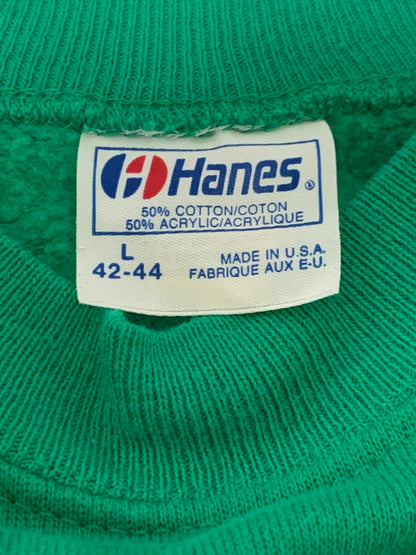 Hanes®
50% COTTON/COTON
50% ACRYLIC/ACRYLIQUE
L
42-44
MADE IN U.S.A.
FABRIQUE AUX E-U.